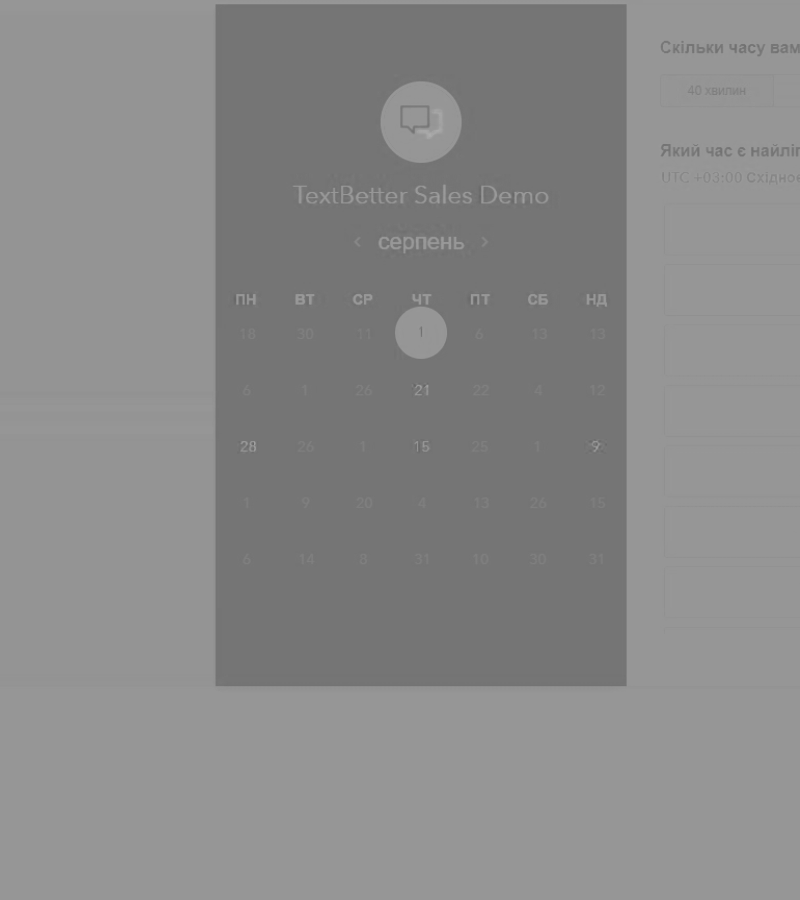 Скільки часу вам
40 хвилин
Який час є найліп
UTC +03:00 Східноє
TextBetter Sales Demo
‹ серпень ›
ПН ВТ СР ЧТ ПТ СБ НД
18 30 11 1 6 13 13
6 1 26 21 22 4 12
28 26 1 15 25 1 9
1 9 20 4 13 26 15
6 14 8 31 10 30 31